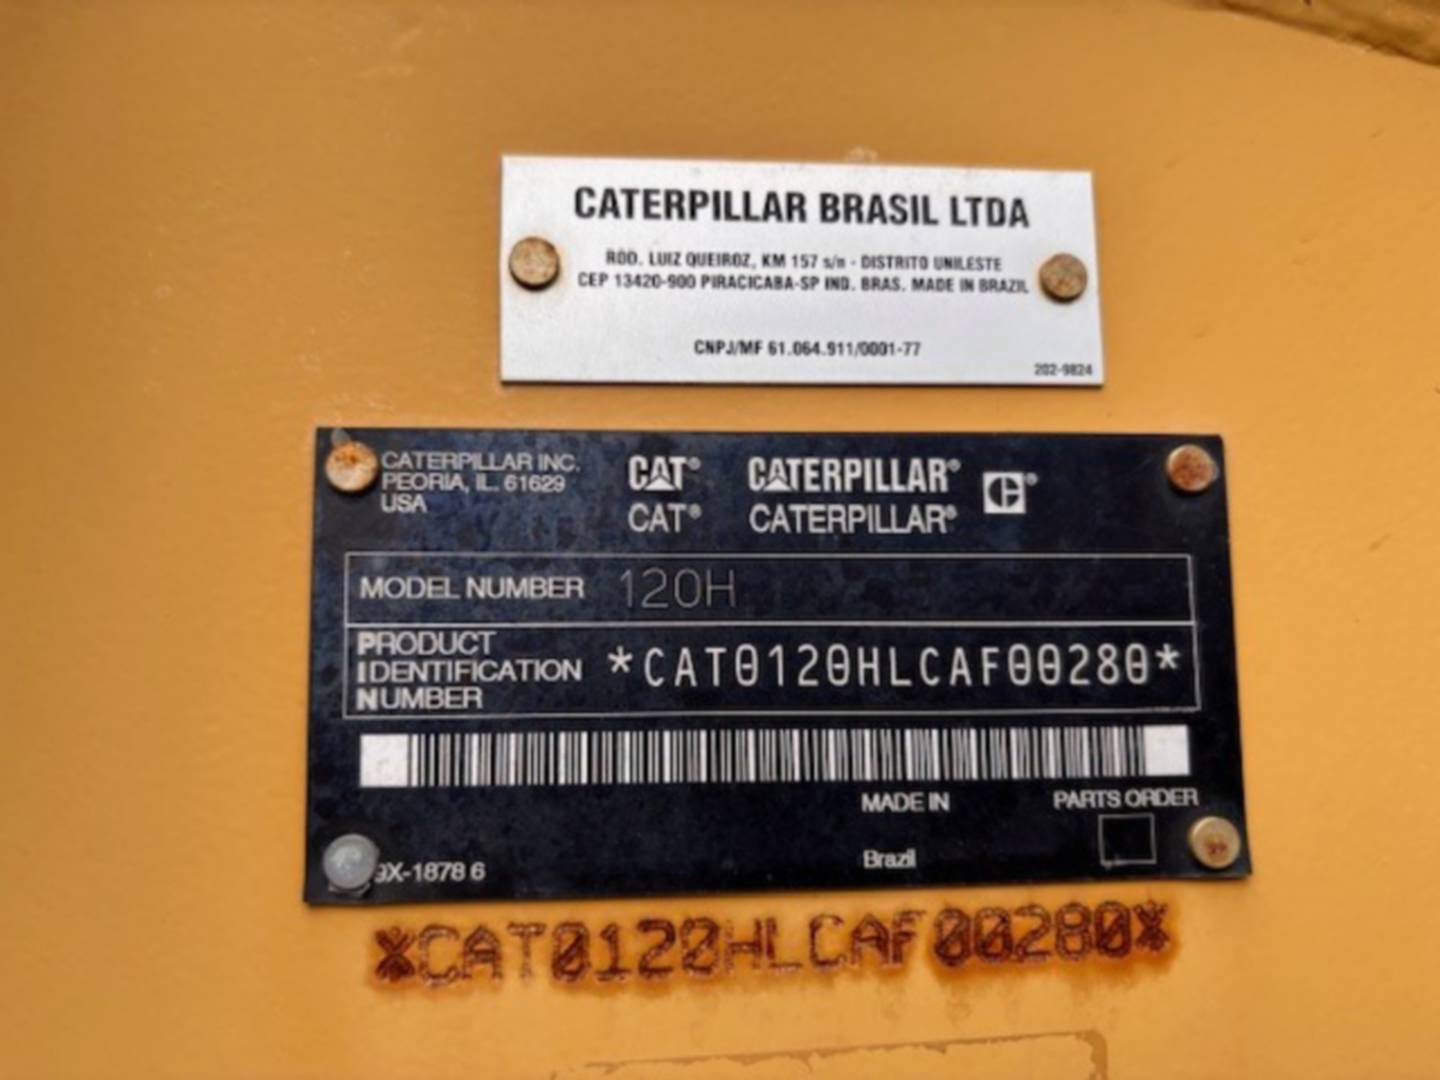 CATERPILLAR BRASIL LTDA
ROD. LUIZ QUEIROZ, KM 157 s/n - DISTRITO UNILESTE
CEP 13420-900 PIRACICABA-SP IND. BRAS. MADE IN BRAZIL
CNPJ/MF 61.064.911/0001-77
202-9824
CATERPILLAR INC.
PEORIA, IL. 61629
USA
CAT® CATERPILLAR® ®
CAT® CATERPILLAR®
MODEL NUMBER 120H
PRODUCT
IDENTIFICATION
NUMBER
*CAT0120HLCAF00280*
MADE IN
Brazil
PARTS ORDER
9X-1878 6
*CAT0120HLCAF00280*